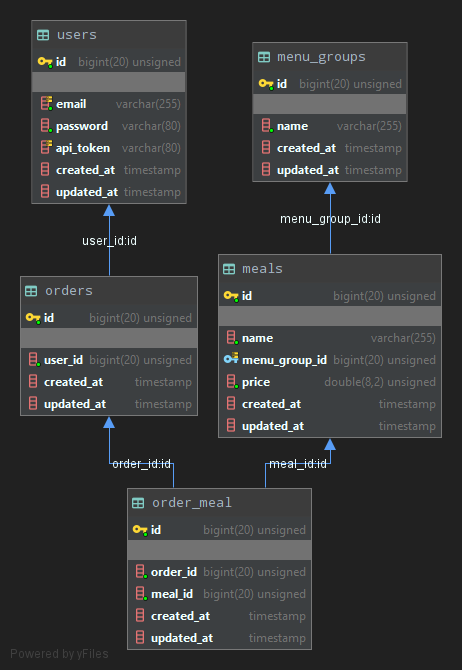 users
id bigint(20) unsigned
email varchar(255)
password varchar(80)
api_token varchar(80)
created_at timestamp
updated_at timestamp
menu_groups
id bigint(20) unsigned
name varchar(255)
created_at timestamp
updated_at timestamp
user_id:id
menu_group_id:id
orders
id bigint(20) unsigned
user_id bigint(20) unsigned
created_at timestamp
updated_at timestamp
meals
id bigint(20) unsigned
name varchar(255)
menu_group_id bigint(20) unsigned
price double(8,2) unsigned
created_at timestamp
updated_at timestamp
order_id:id
meal_id:id
order_meal
id bigint(20) unsigned
order_id bigint(20) unsigned
meal_id bigint(20) unsigned
created_at timestamp
updated_at timestamp
Powered by yFiles